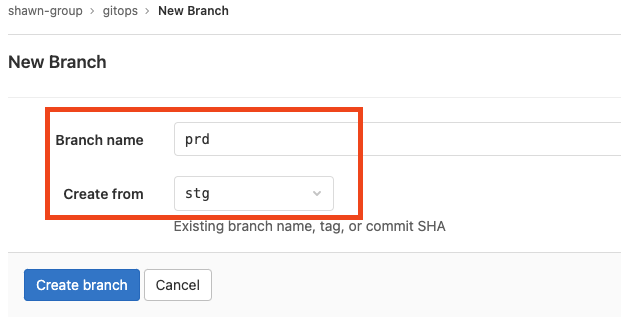 shawn-group › gitops › New Branch
New Branch
Branch name prd
Create from stg
Existing branch name, tag, or commit SHA
Create branch Cancel